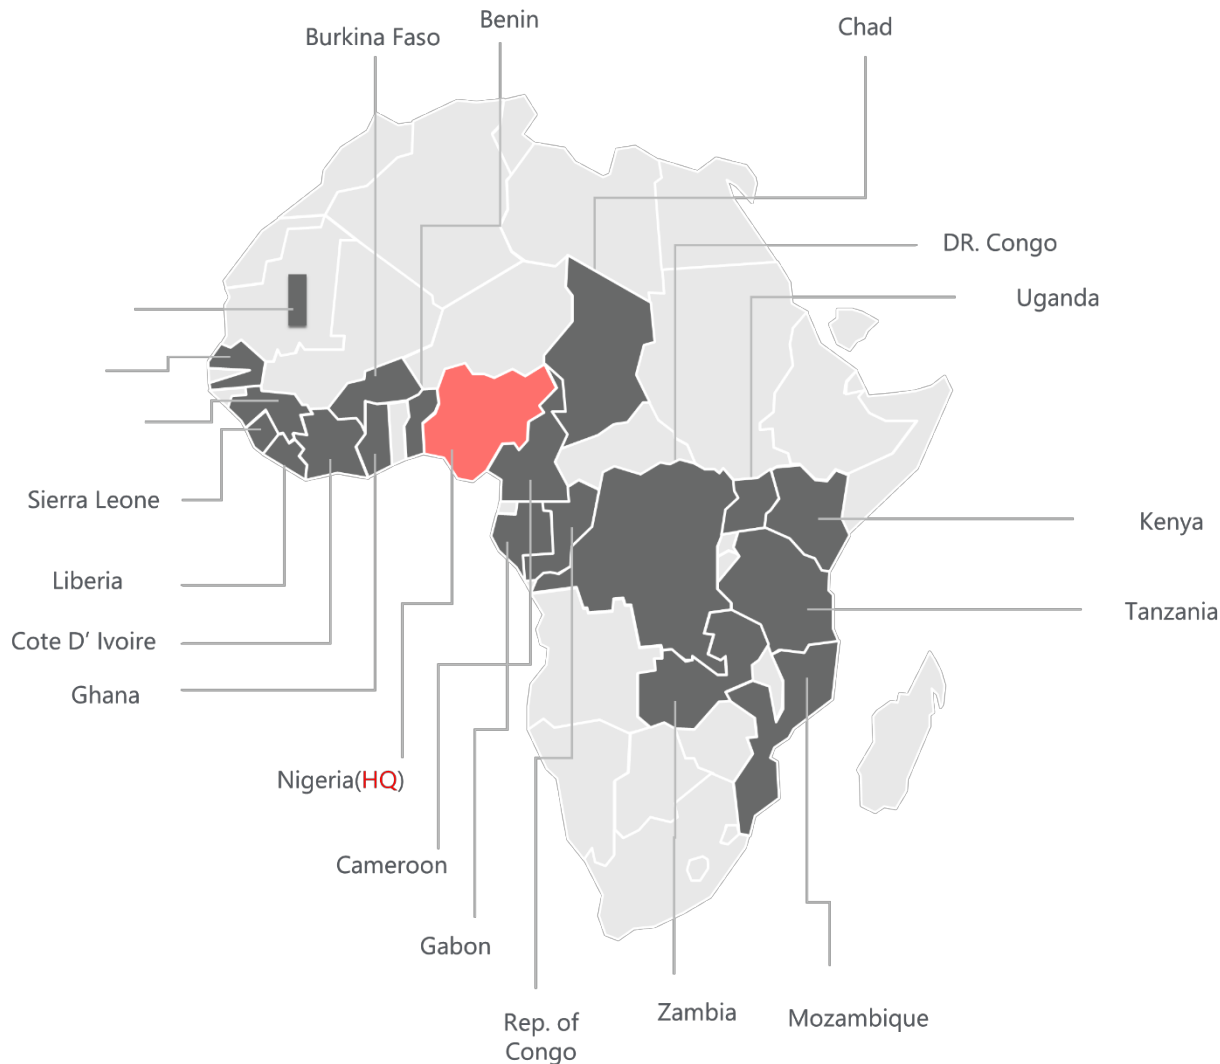 Benin
Burkina Faso
Chad
DR. Congo
Uganda
Sierra Leone
Kenya
Liberia
Tanzania
Cote D’ Ivoire
Ghana
Nigeria(HQ)
Cameroon
Gabon
Zambia
Mozambique
Rep. of
Congo